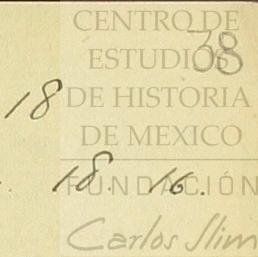 CENTRO DE
38
ESTUDIOS
18
DE HISTORIA
DE MEXICO
18. 16.
FUNDACIÓN
Carlos Slim